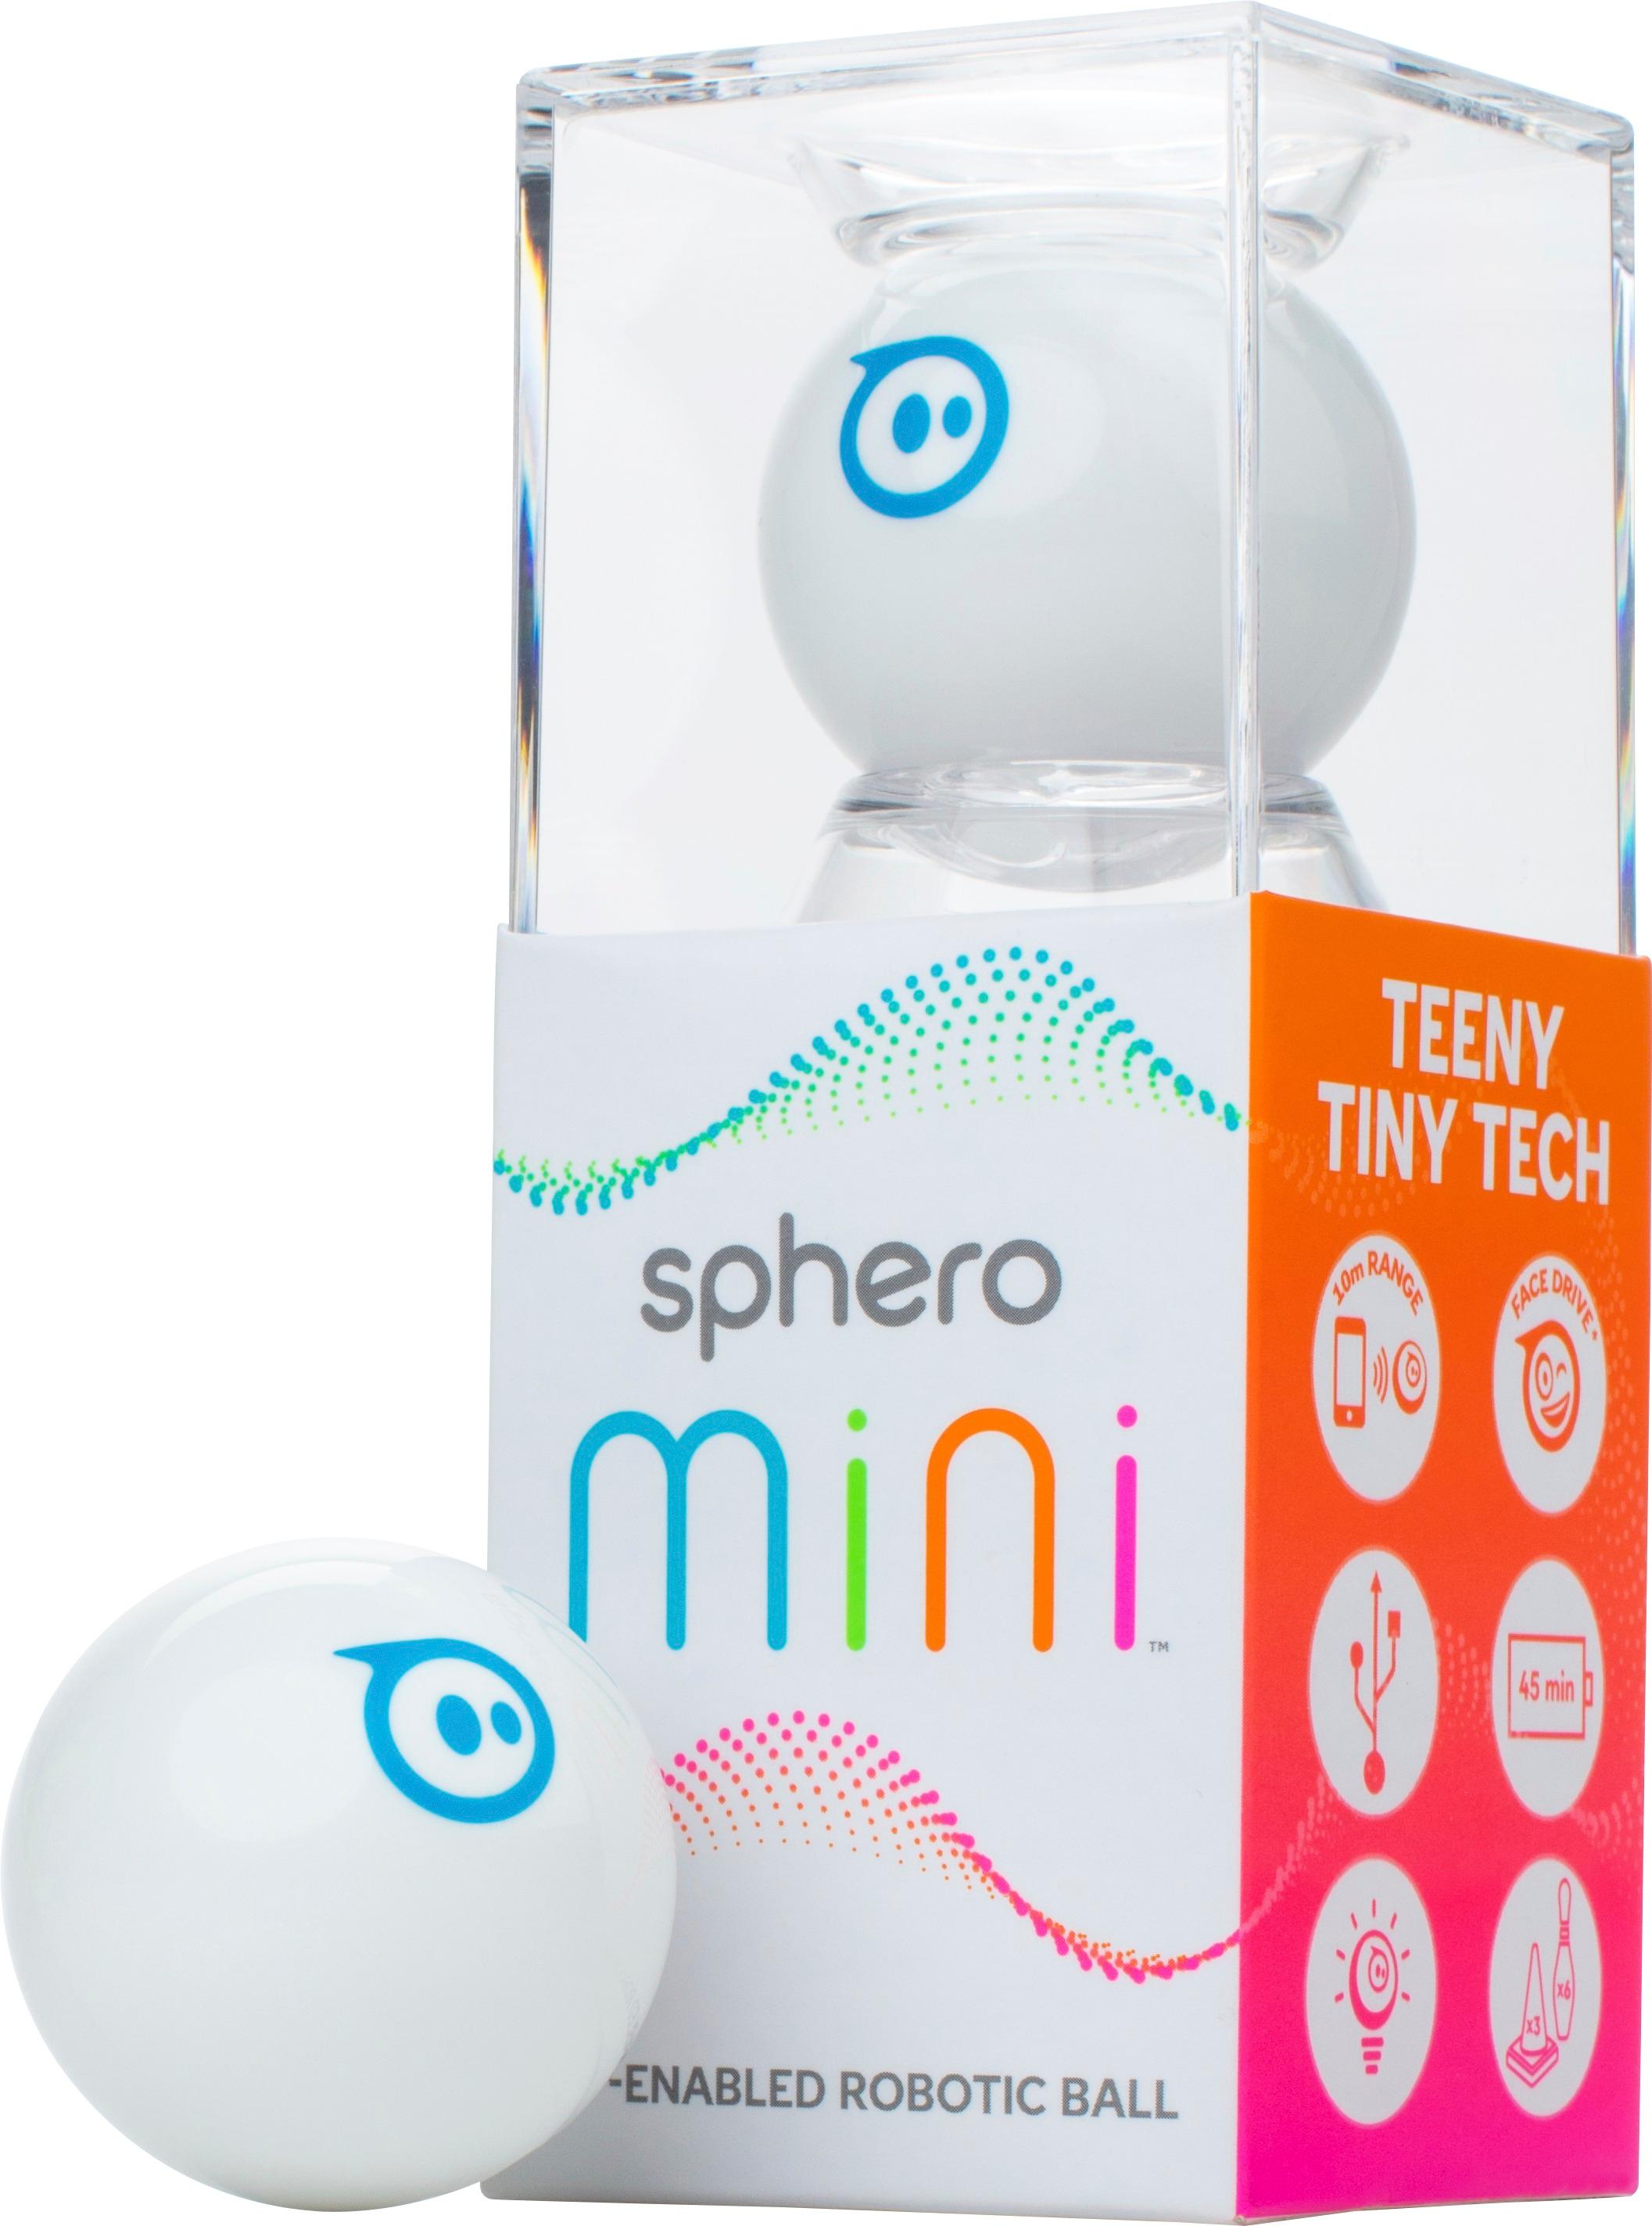 sphero
mini
™
-ENABLED ROBOTIC BALL
TEENY
TINY TECH
10m RANGE
FACE DRIVE*
45 min
x3
x6